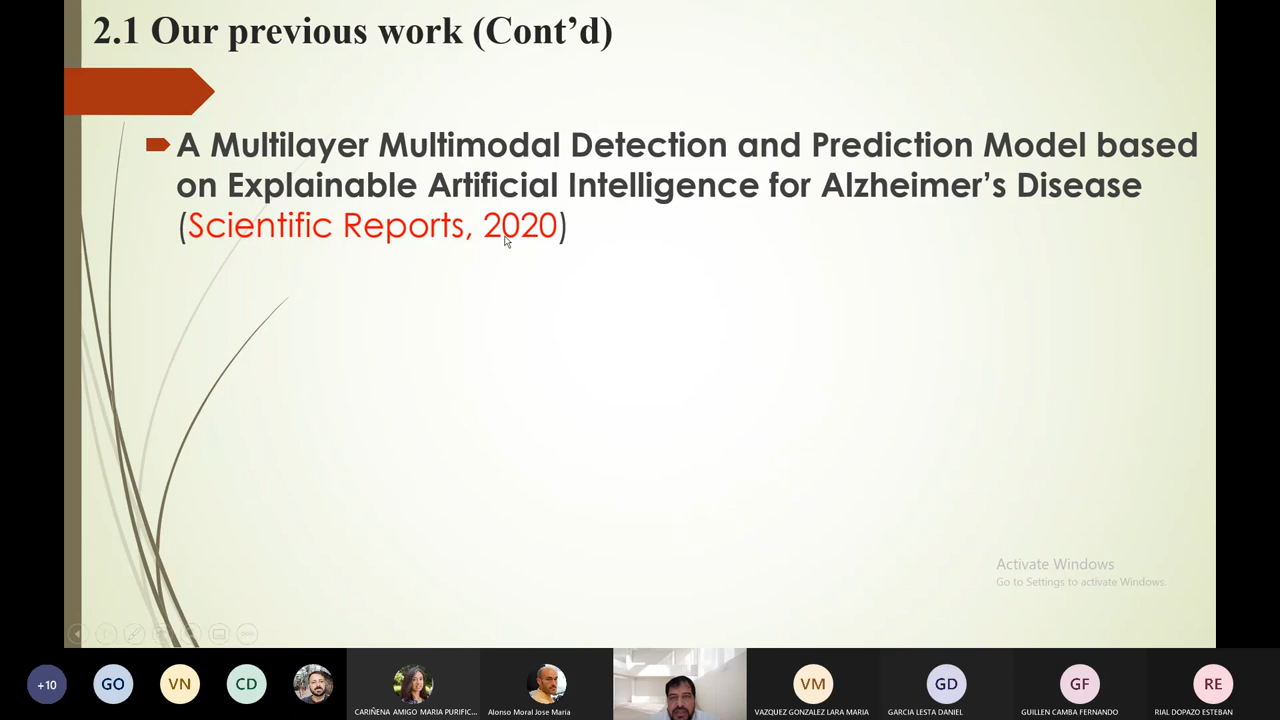 2.1 Our previous work (Cont’d)
A Multilayer Multimodal Detection and Prediction Model based
on Explainable Artificial Intelligence for Alzheimer’s Disease
(Scientific Reports, 2020)
Activate Windows
Go to Settings to activate Windows.
+10
GO
VN
CD
VM
GD
GF
RE
CARIÑENA AMIGO MARIA PURIFIC...
Alonso Moral Jose Maria
VAZQUEZ GONZALEZ LARA MARIA
GARCIA LESTA DANIEL
GUILLEN CAMBA FERNANDO
RIAL DOPAZO ESTEBAN